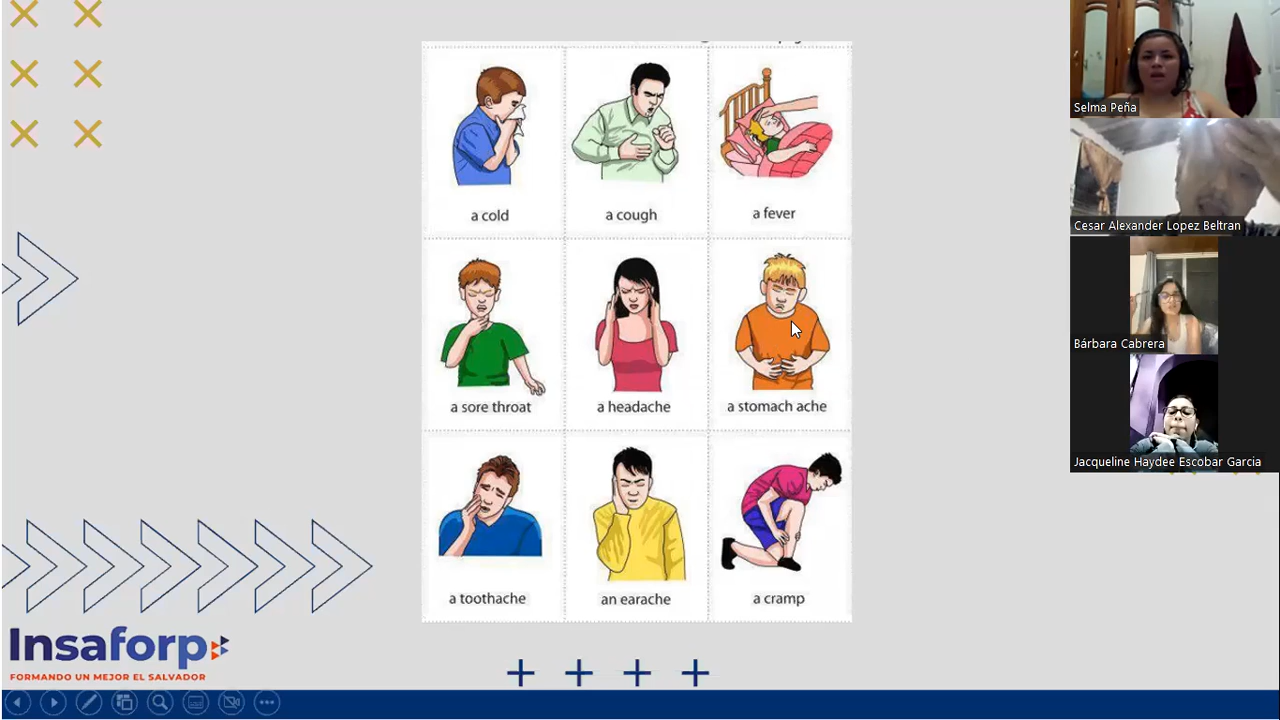 a cold
a cough
a fever
a sore throat
a headache
a stomach ache
a toothache
an earache
a cramp
Insaforp
FORMANDO UN MEJOR EL SALVADOR
Selma Peña
Cesar Alexander Lopez Beltran
Bárbara Cabrera
Jacqueline Haydee Escobar Garcia